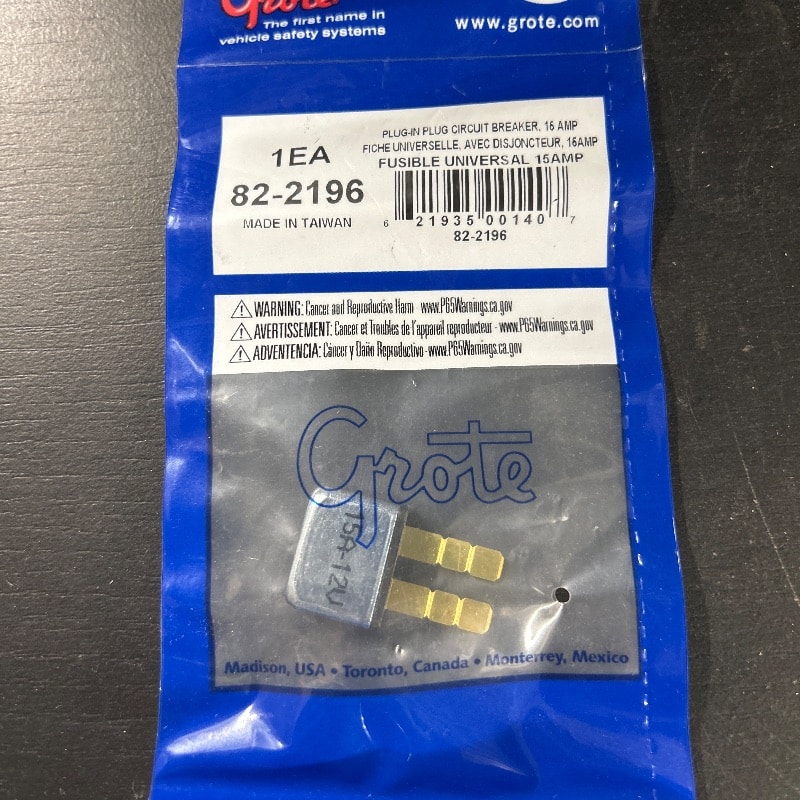 Grote
The first name in
vehicle safety systems
www.grote.com
1EA
82-2196
MADE IN TAIWAN
PLUG-IN PLUG CIRCUIT BREAKER, 15 AMP
FICHE UNIVERSELLE, AVEC DISJONCTEUR, 15AMP
FUSIBLE UNIVERSAL 15AMP
6 21935 00140 7
82-2196
WARNING: Cancer and Reproductive Harm - www.P65Warnings.ca.gov
AVERTISSEMENT: Cancer et Troubles de l'appareil reproducteur - www.P65Warnings.ca.gov
ADVENTENCIA: Cáncer y Daño Reproductivo - www.P65Warnings.ca.gov
Grote
15A-12V
Madison, USA • Toronto, Canada • Monterrey, Mexico